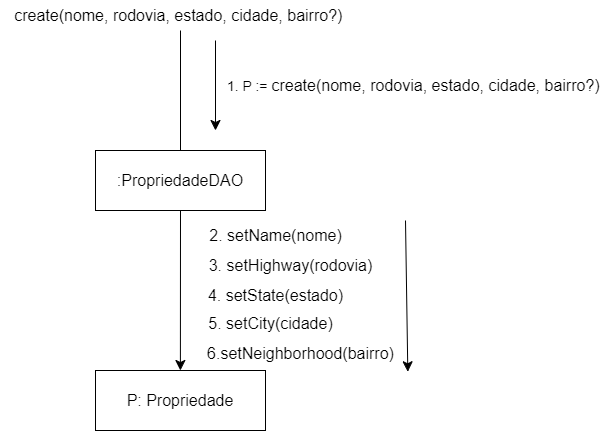 create(nome, rodovia, estado, cidade, bairro?)
1. P := create(nome, rodovia, estado, cidade, bairro?)
:PropriedadeDAO
2. setName(nome)
3. setHighway(rodovia)
4. setState(estado)
5. setCity(cidade)
6.setNeighborhood(bairro)
P: Propriedade